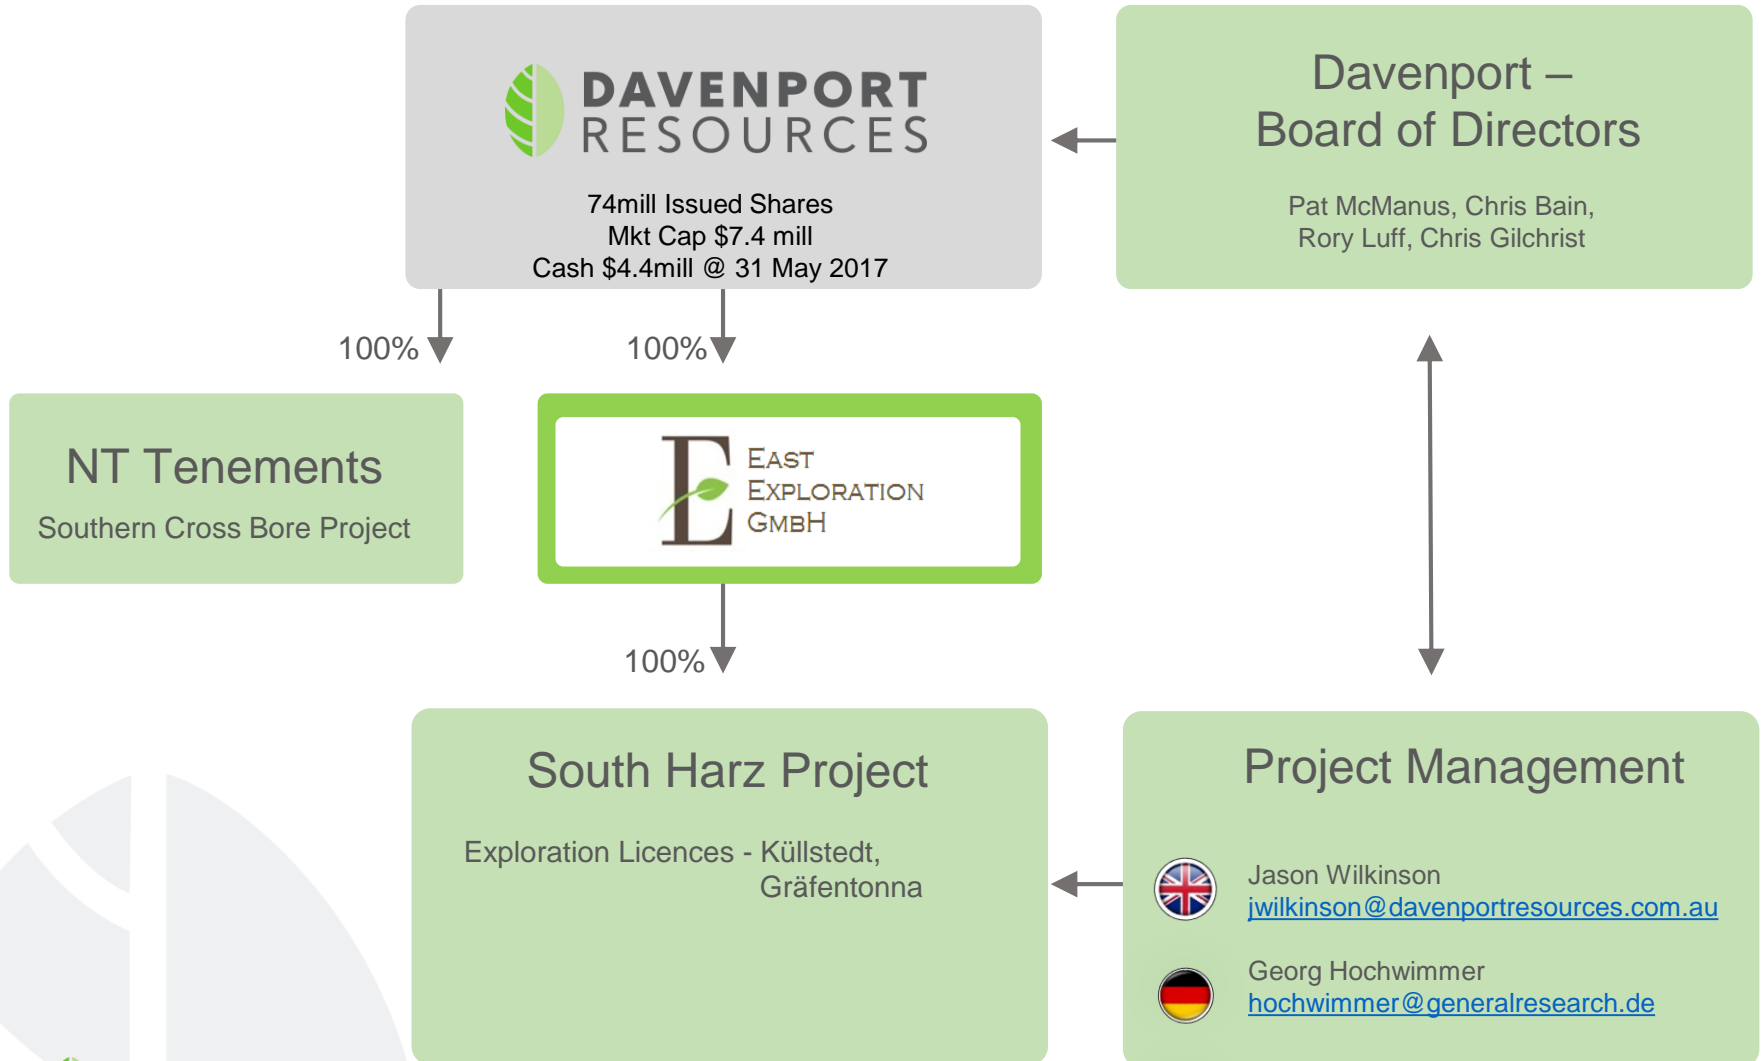 DAVENPORT
RESOURCES
74mill Issued Shares
Mkt Cap $7.4 mill
Cash $4.4mill @ 31 May 2017
Davenport –
Board of Directors
Pat McManus, Chris Bain,
Rory Luff, Chris Gilchrist
100%
100%
NT Tenements
Southern Cross Bore Project
E
EAST
EXPLORATION
GMBH
100%
South Harz Project
Exploration Licences - Küllstedt,
Gräfentonna
Project Management
Jason Wilkinson
jwilkinson@davenportresources.com.au
Georg Hochwimmer
hochwimmer@generalresearch.de